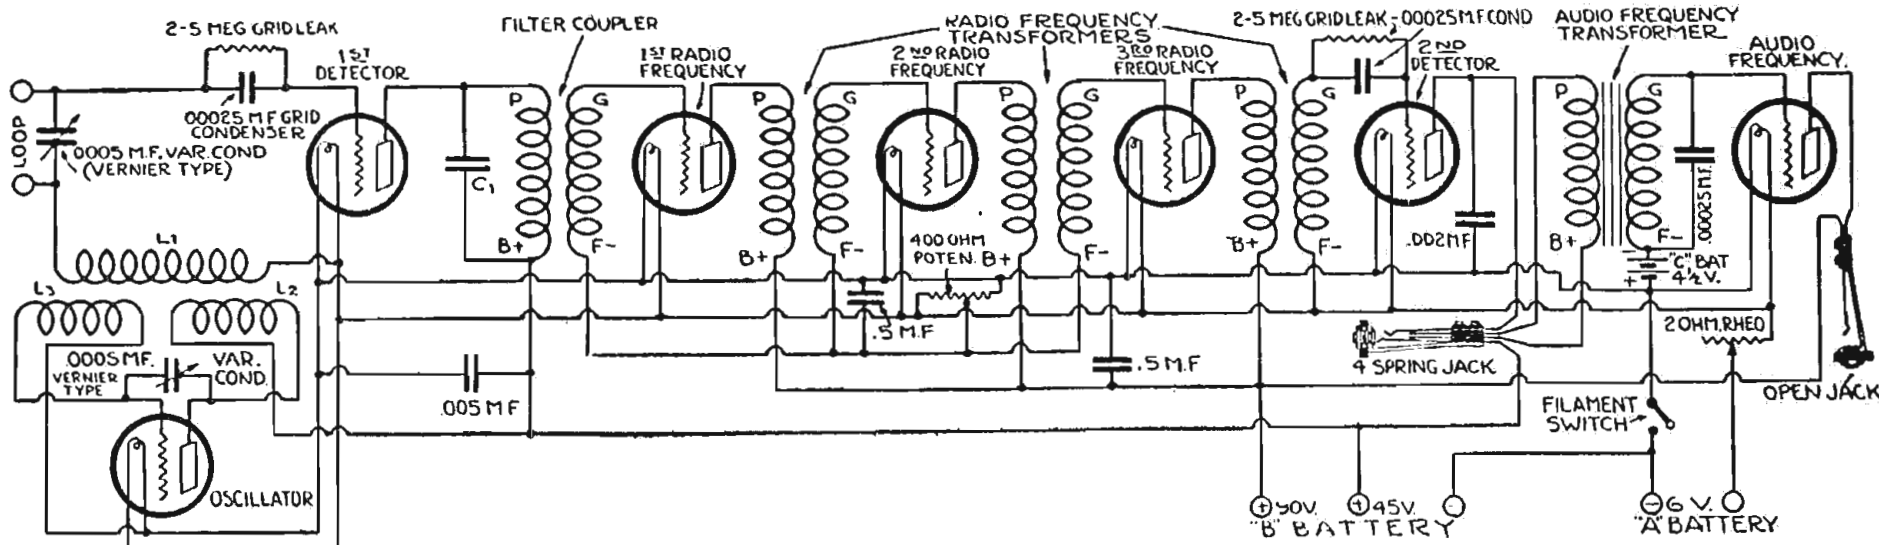 2-5 MEG GRID LEAK
FILTER COUPLER
RADIO FREQUENCY
TRANSFORMERS
2-5 MEG GRID LEAK-.00025 M.F. COND
AUDIO FREQUENCY
TRANSFORMER
1ST
DETECTOR
1ST RADIO
FREQUENCY
2ND RADIO
FREQUENCY
3RD RADIO
FREQUENCY
2ND
DETECTOR
AUDIO
FREQUENCY.
LOOP
.00025 M F GRID
CONDENSER
.0005 M.F. VAR. COND
(VERNIER TYPE)
C1
P
B+
G
F-
P
B+
G
F-
P
B+
G
F-
P
B+
G
F-
P
B+
G
F-
400 OHM
POTEN.
.002 MF
.00025 M.F.
"C" BAT
4½ V.
+
L1
L3
L2
.0005 MF.
VERNIER
TYPE
VAR.
COND.
.5 M.F
.5 M.F
.005 M F
4 SPRING JACK
2 OHM. RHEO
OPEN JACK
FILAMENT
SWITCH
OSCILLATOR
+ 90V.
+ 45V.
-
"B" BATTERY
- 6 V.
"A" BATTERY